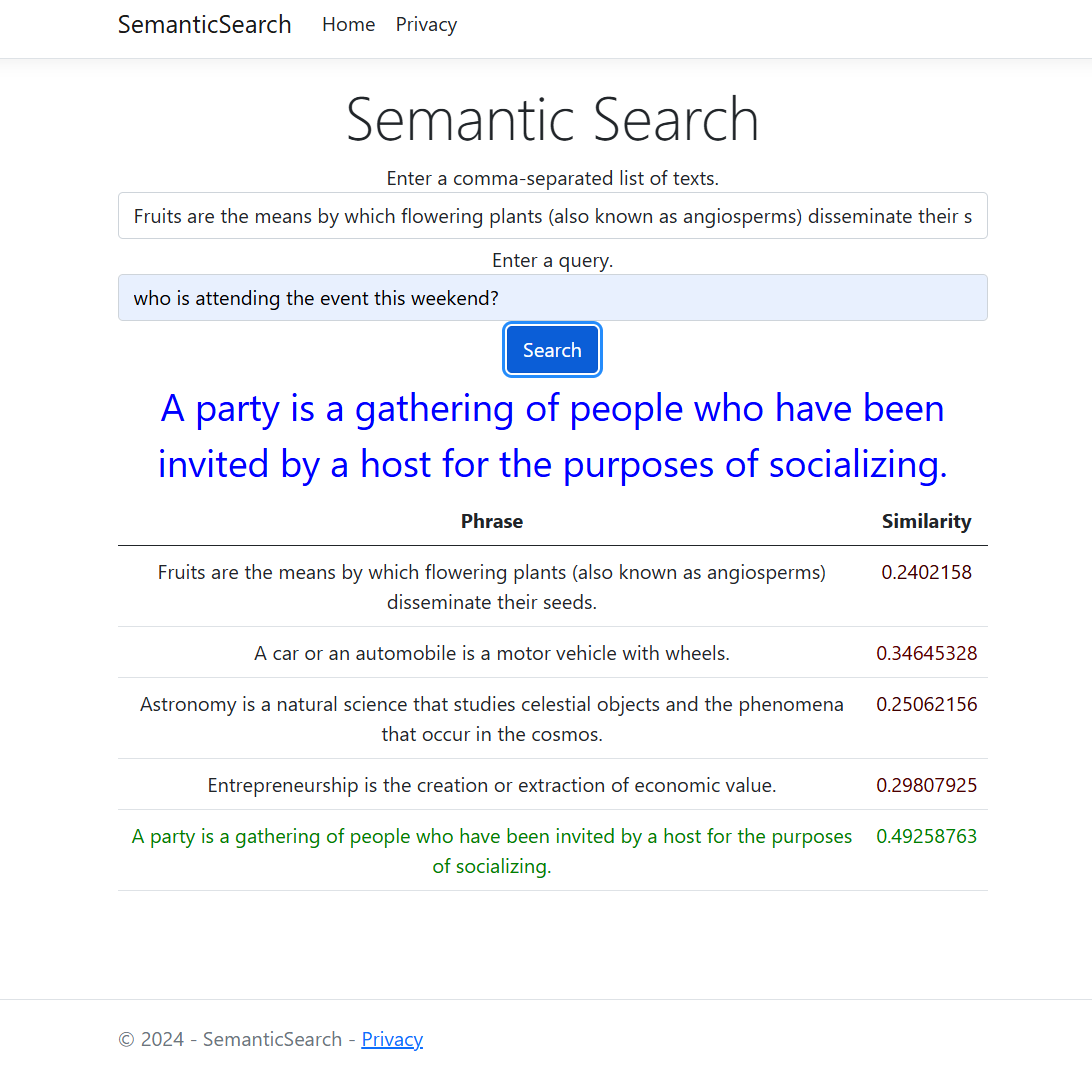 SemanticSearch Home Privacy
Semantic Search
Enter a comma-separated list of texts.
Fruits are the means by which flowering plants (also known as angiosperms) disseminate their s
Enter a query.
who is attending the event this weekend?
Search
A party is a gathering of people who have been
invited by a host for the purposes of socializing.
Phrase Similarity
Fruits are the means by which flowering plants (also known as angiosperms) 0.2402158
disseminate their seeds.
A car or an automobile is a motor vehicle with wheels. 0.34645328
Astronomy is a natural science that studies celestial objects and the phenomena 0.25062156
that occur in the cosmos.
Entrepreneurship is the creation or extraction of economic value. 0.29807925
A party is a gathering of people who have been invited by a host for the purposes 0.49258763
of socializing.
© 2024 - SemanticSearch - Privacy